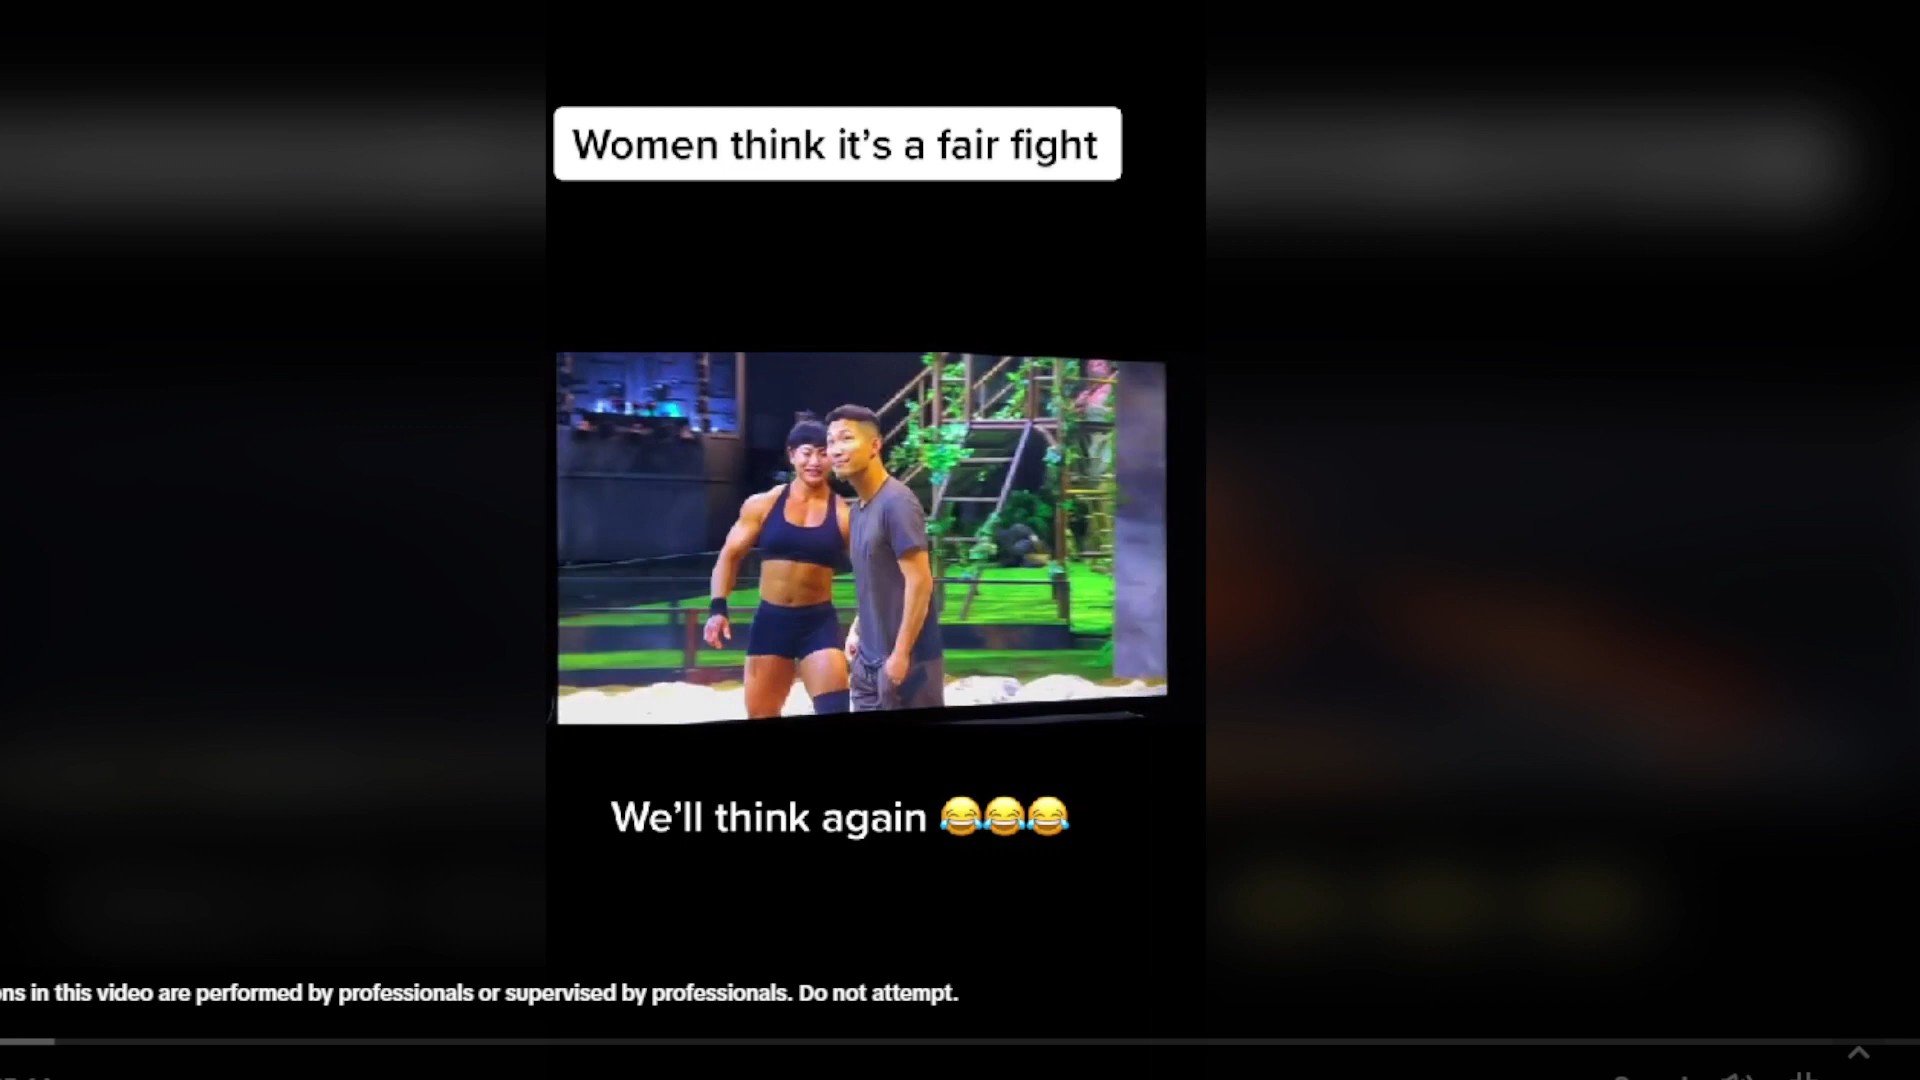 Women think it’s a fair fight
We’ll think again 😂😂😂
ns in this video are performed by professionals or supervised by professionals. Do not attempt.